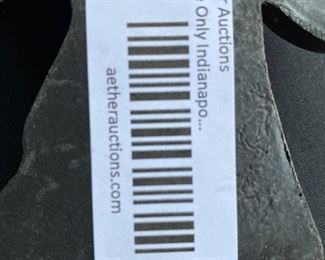 r Auctions
e Only Indianapo...
aetherauctions.com